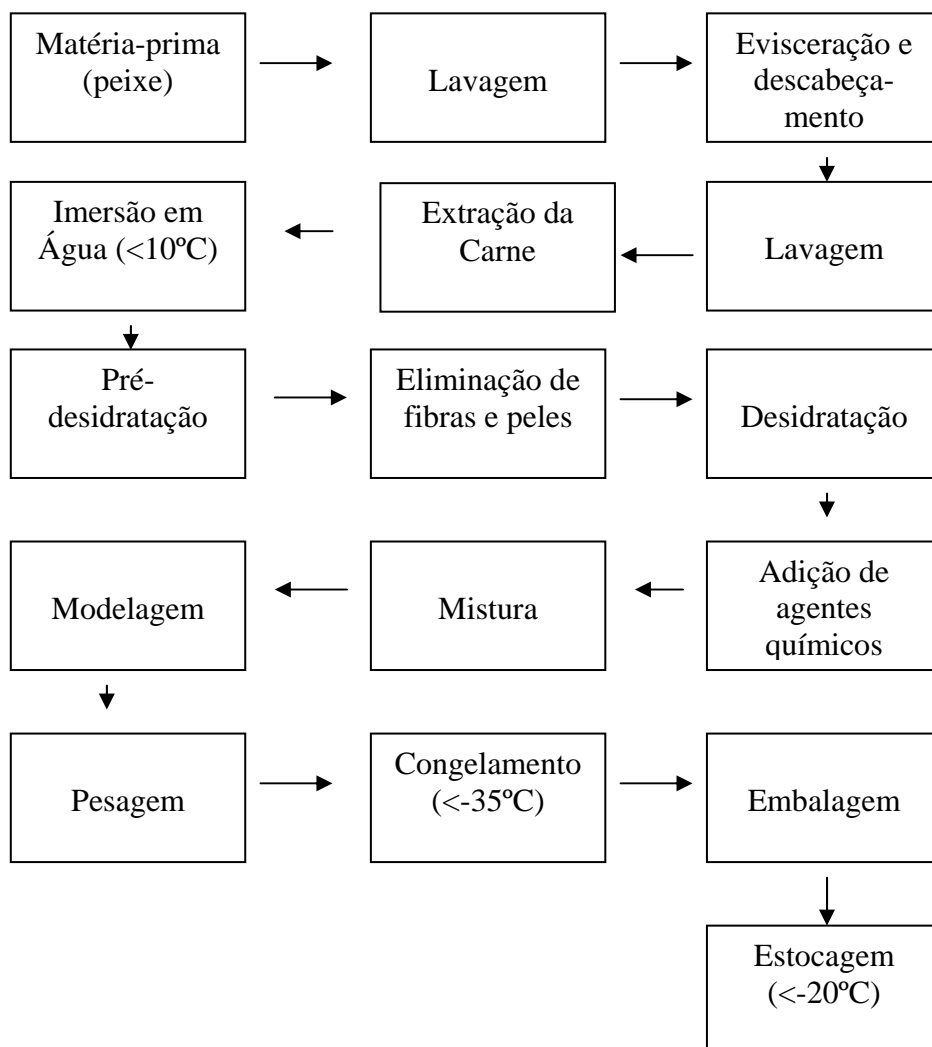 Matéria-prima
(peixe)
Lavagem
Evisceração e
descabeça-
mento
Lavagem
Extração da
Carne
Imersão em
Água (<10ºC)
Pré-
desidratação
Eliminação de
fibras e peles
Desidratação
Adição de
agentes
químicos
Mistura
Modelagem
Pesagem
Congelamento
(<-35ºC)
Embalagem
Estocagem
(<-20ºC)